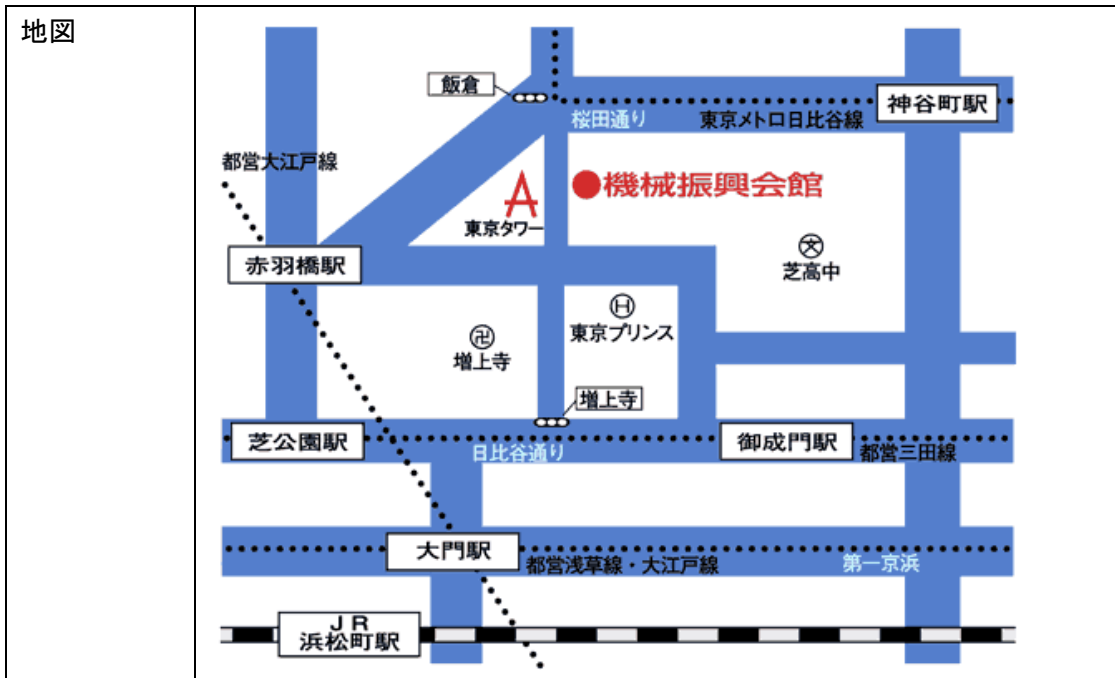 地図
飯倉
神谷町駅
桜田通り
東京メトロ日比谷線
都営大江戸線
機械振興会館
東京タワー
文
芝高中
赤羽橋駅
H
東京プリンス
卍
増上寺
増上寺
芝公園駅
日比谷通り
御成門駅
都営三田線
大門駅
都営浅草線・大江戸線
第一京浜
JR
浜松町駅